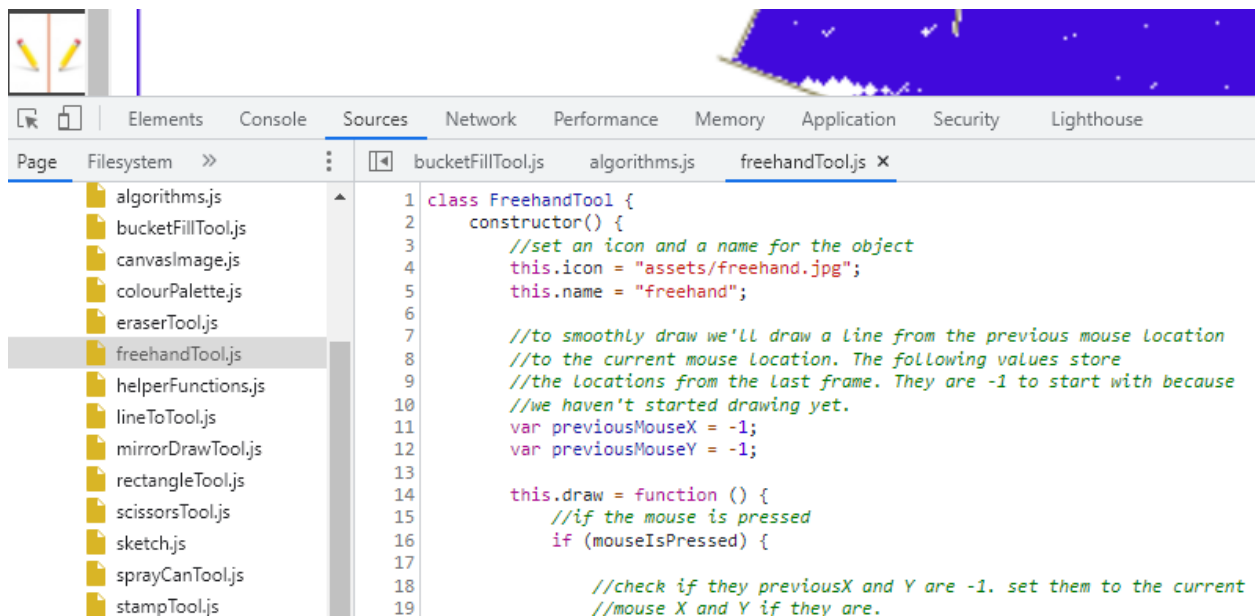 Elements Console Sources Network Performance Memory Application Security Lighthouse
Page Filesystem » bucketFillTool.js algorithms.js freehandTool.js ×
algorithms.js
bucketFillTool.js
canvasImage.js
colourPalette.js
eraserTool.js
freehandTool.js
helperFunctions.js
lineToTool.js
mirrorDrawTool.js
rectangleTool.js
scissorsTool.js
sketch.js
sprayCanTool.js
stampTool.js
1 class FreehandTool {
2 constructor() {
3 //set an icon and a name for the object
4 this.icon = "assets/freehand.jpg";
5 this.name = "freehand";
6
7 //to smoothly draw we'll draw a line from the previous mouse location
8 //to the current mouse location. The following values store
9 //the locations from the last frame. They are -1 to start with because
10 //we haven't started drawing yet.
11 var previousMouseX = -1;
12 var previousMouseY = -1;
13
14 this.draw = function () {
15 //if the mouse is pressed
16 if (mouseIsPressed) {
17
18 //check if they previousX and Y are -1. set them to the current
19 //mouse X and Y if they are.